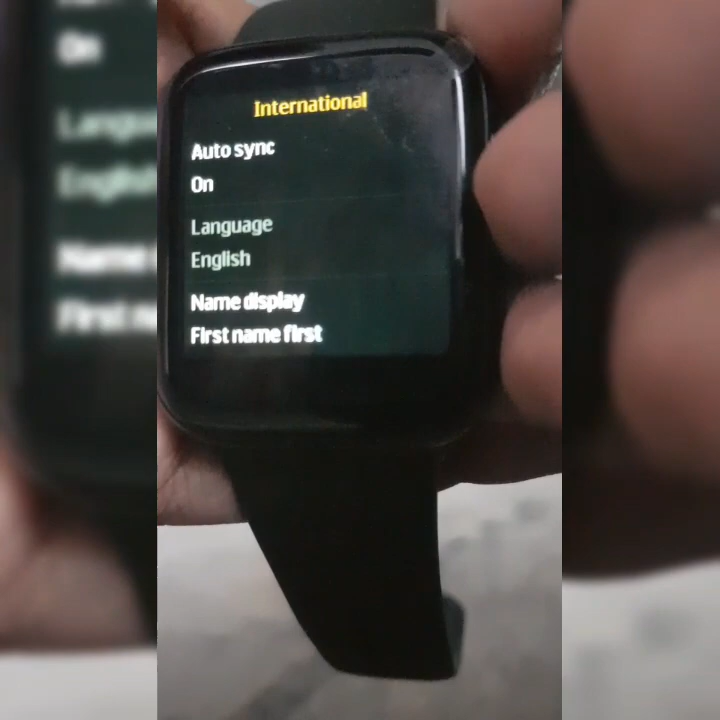 International
Auto sync
On
Language
English
Name display
First name first